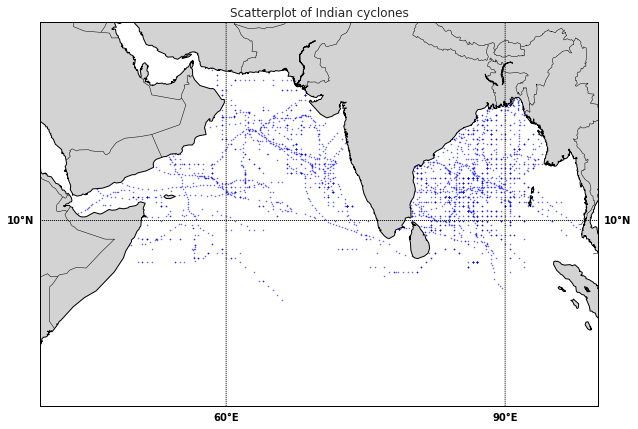 Scatterplot of Indian cyclones
10°N
10°N
60°E
90°E